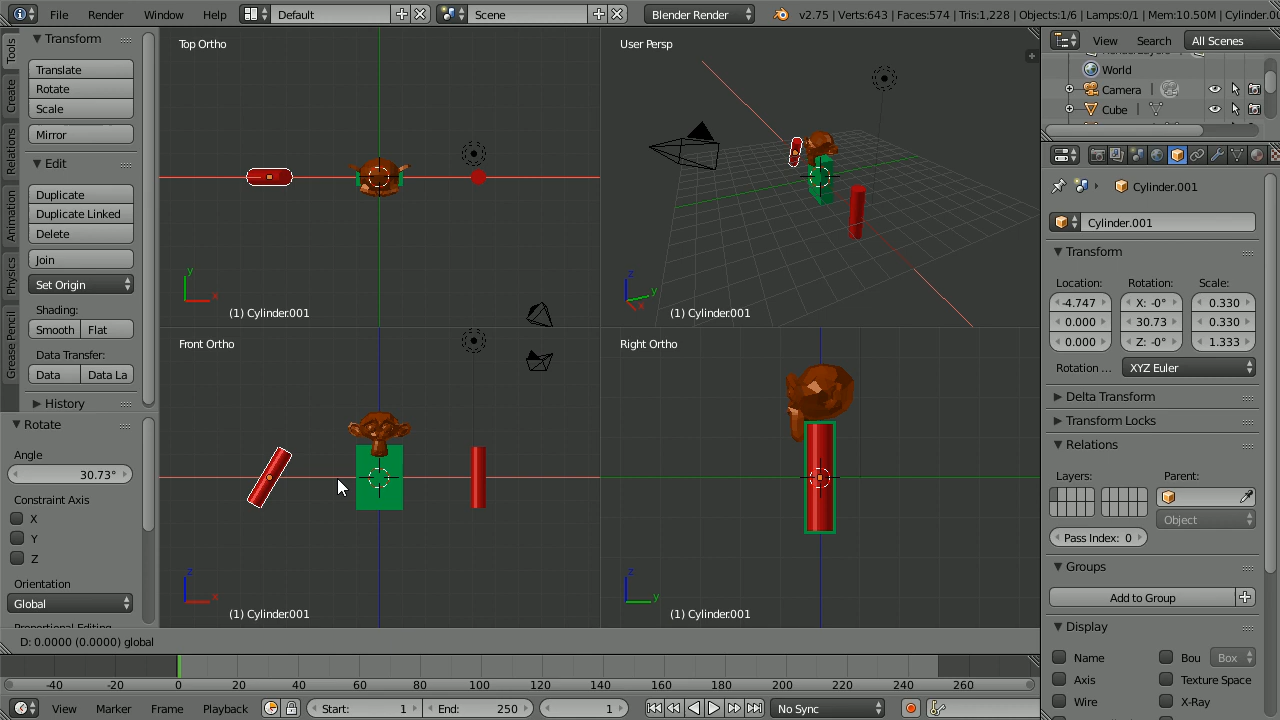 File Render Window Help Default Scene Blender Render v2.75 | Verts:643 | Faces:574 | Tris:1,228 | Objects:1/6 | Lamps:0/1 | Mem:10.50M | Cylinder.0
Tools
Create
Relations
Animation
Physics
Grease Pencil
Transform
Translate
Rotate
Scale
Mirror
Edit
Duplicate
Duplicate Linked
Delete
Join
Set Origin
Shading:
Smooth Flat
Data Transfer:
Data Data La
History
Rotate
Angle
30.73°
Constraint Axis
X
Y
Z
Orientation
Global
Top Ortho
y
x
(1) Cylinder.001
User Persp
z
y
x
(1) Cylinder.001
Front Ortho
z
x
(1) Cylinder.001
Right Ortho
z
y
(1) Cylinder.001
D: 0.0000 (0.0000) global
-40 -20 0 20 40 60 80 100 120 140 160 180 200 220 240 260
View Marker Frame Playback Start: 1 End: 250 1 No Sync
View Search All Scenes
World
Camera
Cube
Cylinder.001
Cylinder.001
Transform
Location: Rotation: Scale:
-4.747 X: -0° 0.330
0.000 30.73 0.330
0.000 Z: -0° 1.333
Rotation ... XYZ Euler
Delta Transform
Transform Locks
Relations
Layers: Parent:
Object
Pass Index: 0
Groups
Add to Group
Display
Name Bou Box
Axis Texture Space
Wire X-Ray